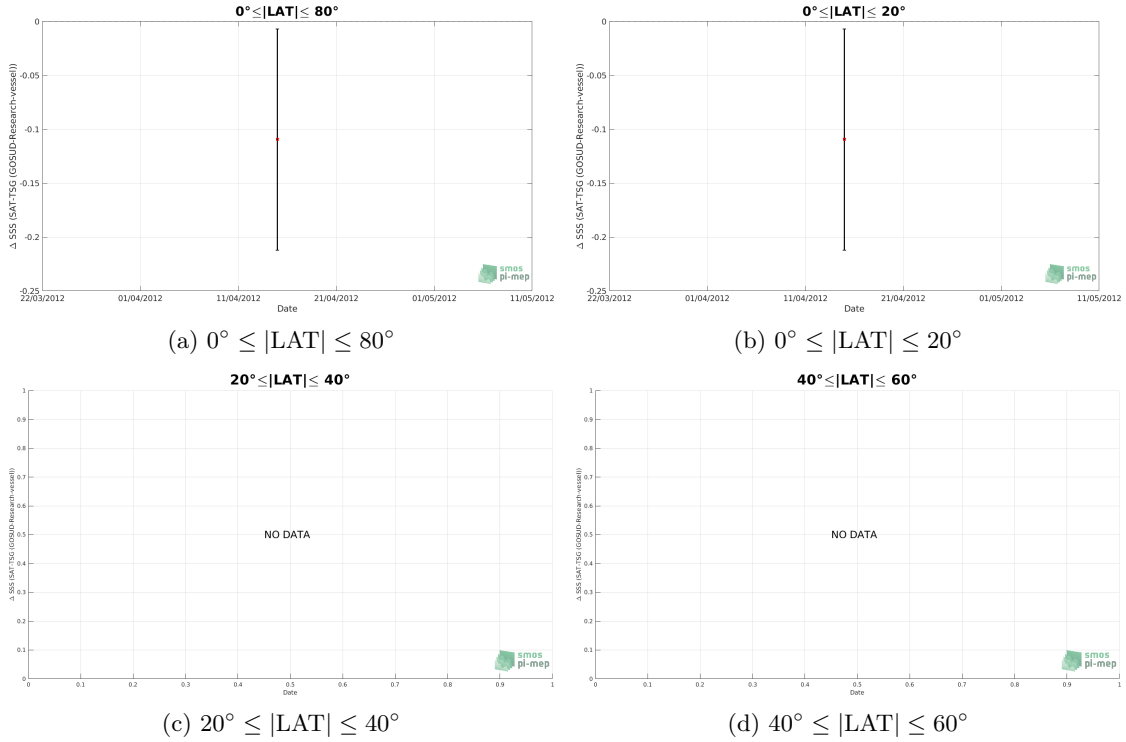 0°≤|LAT|≤ 80°
Δ SSS (SAT-TSG (GOSUD-Research-vessel))
0
-0.05
-0.1
-0.15
-0.2
-0.25
22/03/2012 01/04/2012 11/04/2012 21/04/2012 01/05/2012 11/05/2012
Date
smos
pi-mep
(a) 0° ≤ |LAT| ≤ 80°
0°≤|LAT|≤ 20°
Δ SSS (SAT-TSG (GOSUD-Research-vessel))
0
-0.05
-0.1
-0.15
-0.2
-0.25
22/03/2012 01/04/2012 11/04/2012 21/04/2012 01/05/2012 11/05/2012
Date
smos
pi-mep
(b) 0° ≤ |LAT| ≤ 20°
20°≤|LAT|≤ 40°
Δ SSS (SAT-TSG (GOSUD-Research-vessel))
1
0.9
0.8
0.7
0.6
0.5
0.4
0.3
0.2
0.1
0
NO DATA
0 0.1 0.2 0.3 0.4 0.5 0.6 0.7 0.8 0.9 1
Date
smos
pi-mep
(c) 20° ≤ |LAT| ≤ 40°
40°≤|LAT|≤ 60°
Δ SSS (SAT-TSG (GOSUD-Research-vessel))
1
0.9
0.8
0.7
0.6
0.5
0.4
0.3
0.2
0.1
0
NO DATA
0 0.1 0.2 0.3 0.4 0.5 0.6 0.7 0.8 0.9 1
Date
smos
pi-mep
(d) 40° ≤ |LAT| ≤ 60°